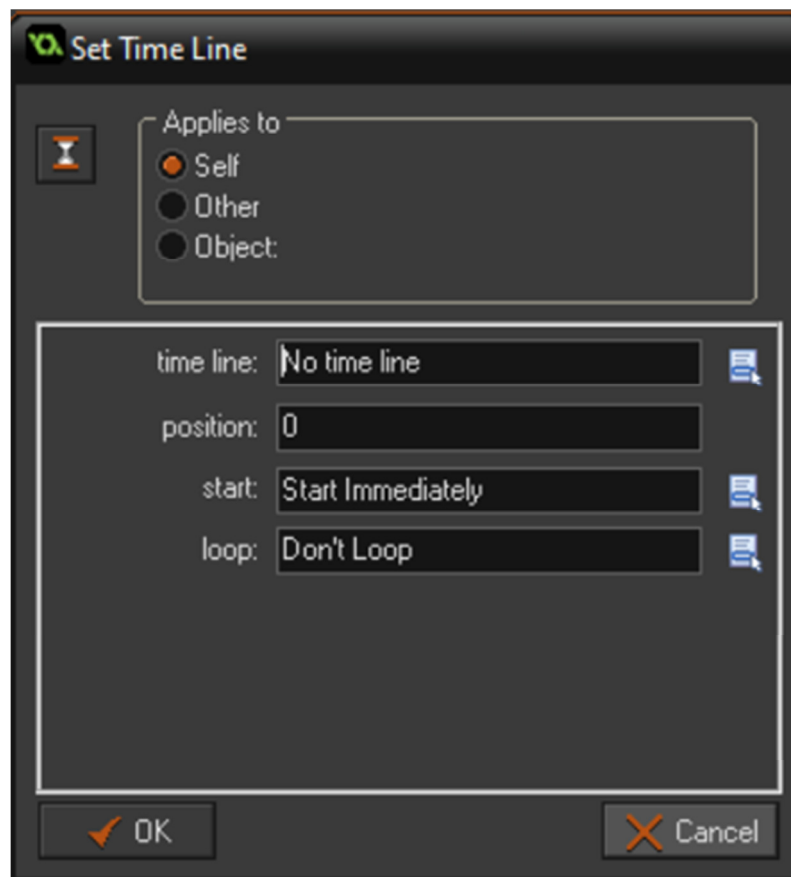 Set Time Line
Applies to
Self
Other
Object:
time line: No time line
position: 0
start: Start Immediately
loop: Don't Loop
OK Cancel